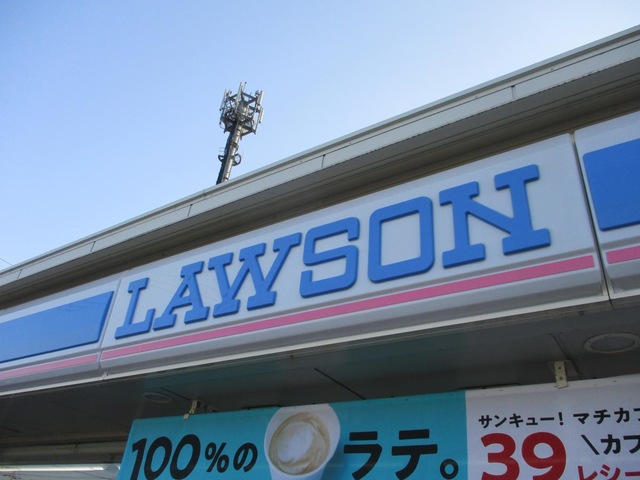 LAWSON
100%の ラテ。
サンキュー! マチカフ
39 \カフ
レシー